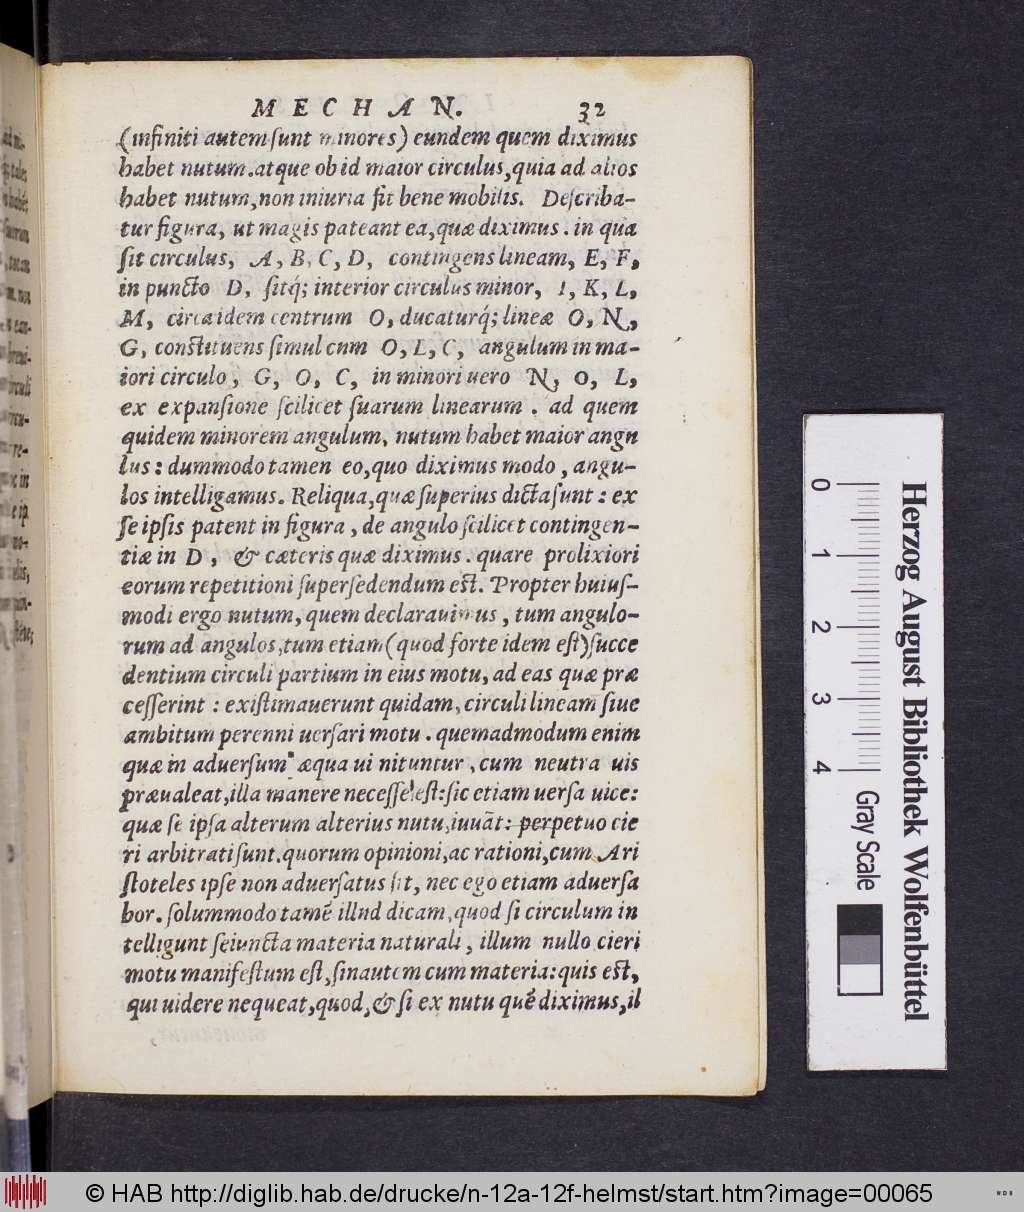 MECHAN. 32
(infiniti autem sunt minores) eundem quem diximus
habet nutum. atque ob id maior circulus, quia ad alios
habet nutum, non iniuria fit bene mobilis. Describa-
tur figura, ut magis pateant ea, quæ diximus. in qua
sit circulus, A, B, C, D, contingens lineam, E, F,
in puncto D, sitq́; interior circulus minor, I, K, L,
M, circa idem centrum O, ducaturq́; lineæ O, N,
G, constituens simul cnm O, L, C, angulum in ma-
iori circulo, G, O, C, in minori uero N, O, L,
ex expansione scilicet suarum linearum. ad quem
quidem minorem angulum, nutum habet maior angu
lus: dummodo tamen eo, quo diximus modo, angu-
los intelligamus. Reliqua, quæ superius dicta sunt: ex
se ipsis patent in figura, de angulo scilicet contingen-
tiæ in D, & cæteris quæ diximus. quare prolixiori
eorum repetitioni supersedendum est. Propter huius-
modi ergo nutum, quem declarauimus, tum angulo-
rum ad angulos, tum etiam (quod forte idem est) succe
dentium circuli partium in eius motu, ad eas quæ præ
cesserint: existimauerunt quidam, circuli lineam siue
ambitum perenni uersari motu. quemadmodum enim
quæ in aduersum æqua ui nituntur, cum neutra uis
præualeat, illa manere necesse est: sic etiam uersa uice:
quæ se ipsa alterum alterius nutu, iuuāt: perpetuo cie
ri arbitrati sunt. quorum opinioni, ac rationi, cum Ari
stoteles ipse non aduersatus sit, nec ego etiam aduersa
bor. solummodo tamē illud dicam, quod si circulum in
telligunt seiuncta materia naturali, illum nullo cieri
motu manifestum est, sin autem cum materia: quis est,
qui uidere nequeat, quod, & si ex nutu quē diximus, il
Herzog August Bibliothek Wolfenbüttel
0 1 2 3 4 Gray Scale
© HAB http://diglib.hab.de/drucke/n-12a-12f-helmst/start.htm?image=00065